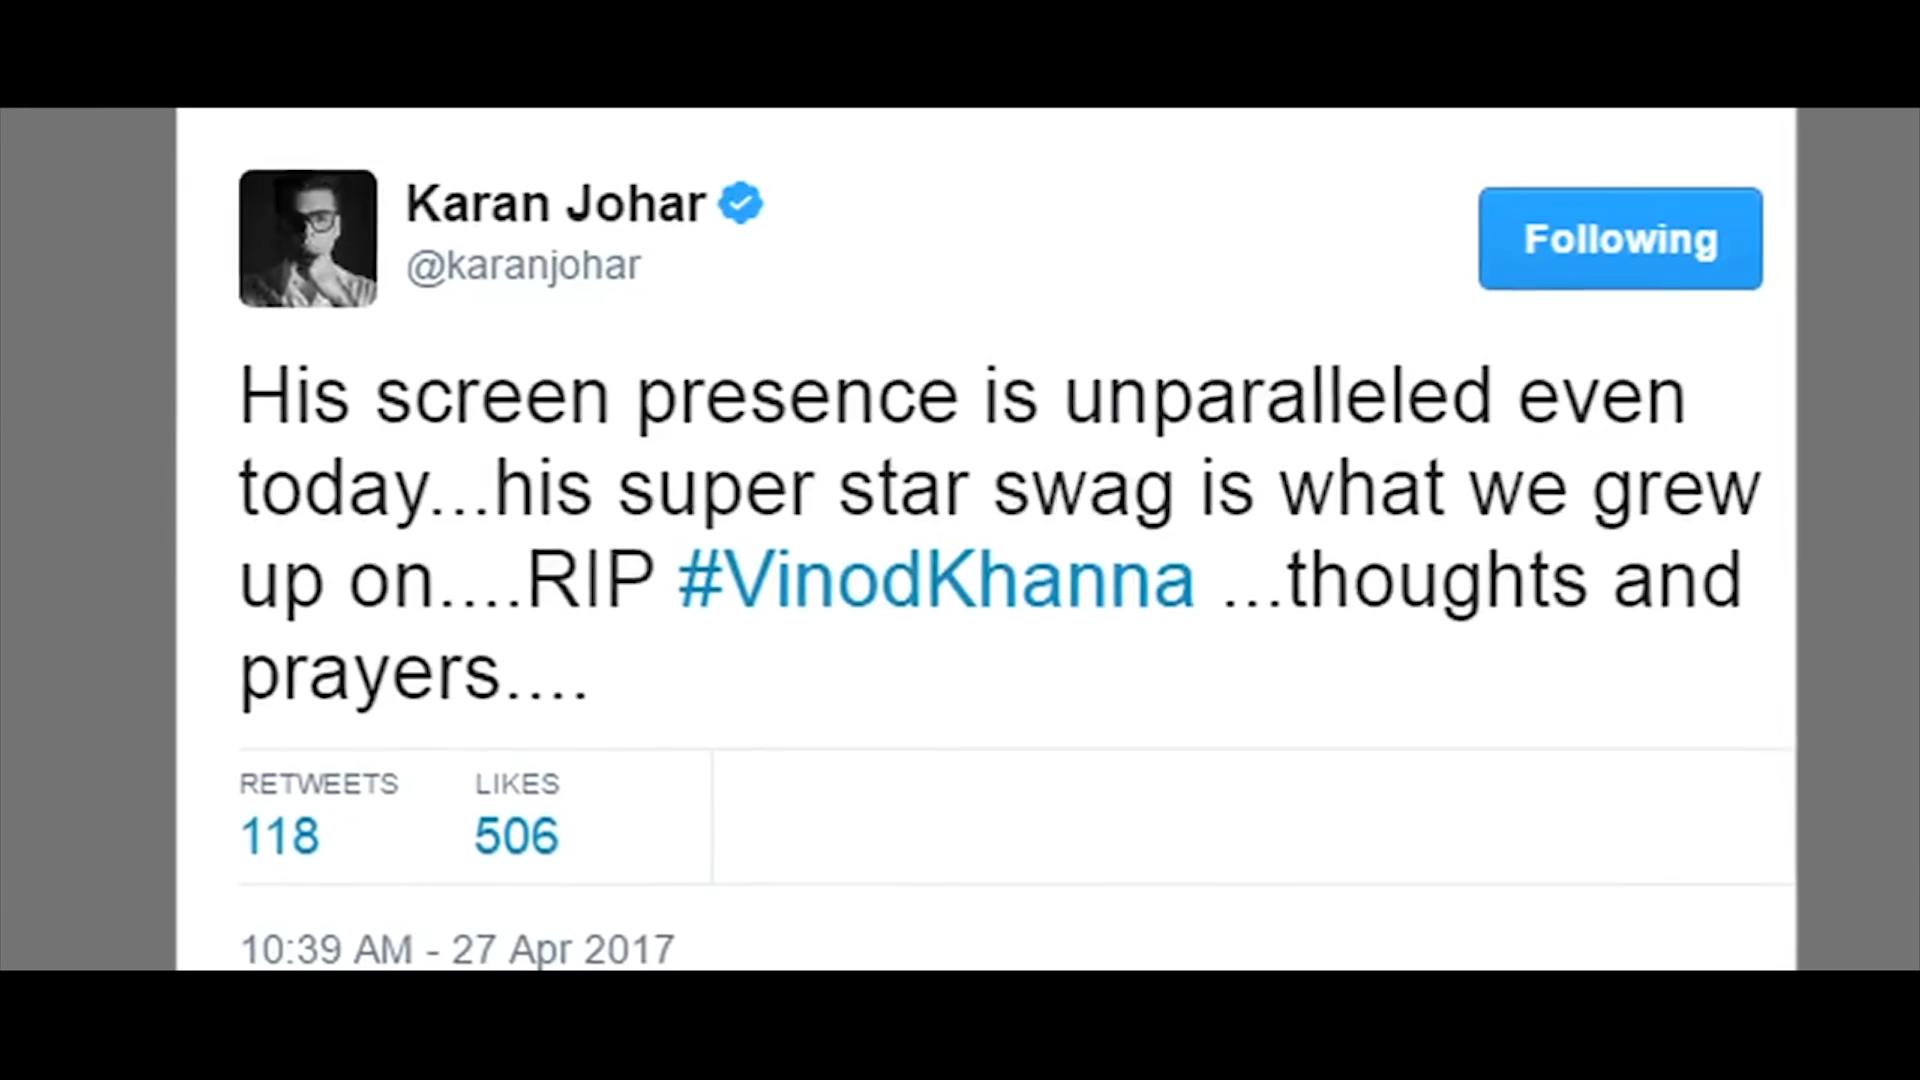 Karan Johar
@karanjohar
Following
His screen presence is unparalleled even
today...his super star swag is what we grew
up on....RIP #VinodKhanna ...thoughts and
prayers....
RETWEETS LIKES
118 506
10:39 AM - 27 Apr 2017